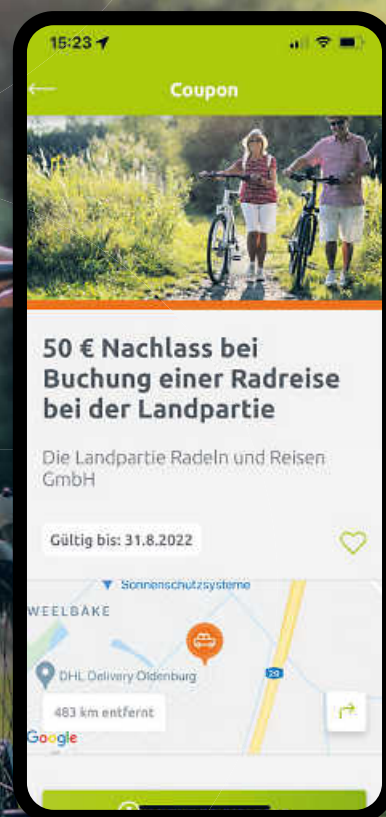 15:23
Coupon
50 € Nachlass bei
Buchung einer Radreise
bei der Landpartie
Die Landpartie Radeln und Reisen
GmbH
Gültig bis: 31.8.2022
Sonnenschutzsysteme
WEELBÄKE
DHL Delivery Oldenburg
29
483 km entfernt
Google